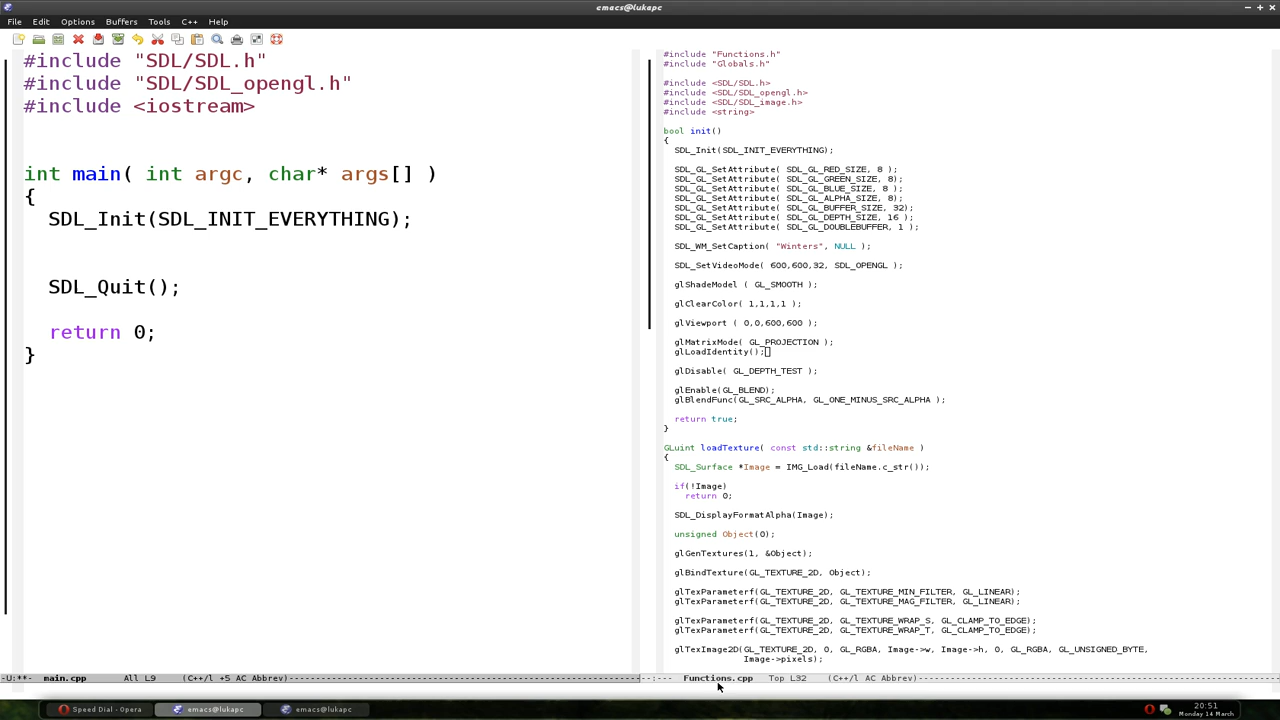 emacs@lukapc
File Edit Options Buffers Tools C++ Help
#include "SDL/SDL.h"
#include "SDL/SDL_opengl.h"
#include <iostream>
int main( int argc, char* args[] )
{
SDL_Init(SDL_INIT_EVERYTHING);
SDL_Quit();
return 0;
}
-U:**- main.cpp All L9 (C++/l +5 AC Abbrev)
#include "Functions.h"
#include "Globals.h"
#include <SDL/SDL.h>
#include <SDL/SDL_opengl.h>
#include <SDL/SDL_image.h>
#include <string>
bool init()
{
SDL_Init(SDL_INIT_EVERYTHING);
SDL_GL_SetAttribute( SDL_GL_RED_SIZE, 8 );
SDL_GL_SetAttribute( SDL_GL_GREEN_SIZE, 8);
SDL_GL_SetAttribute( SDL_GL_BLUE_SIZE, 8 );
SDL_GL_SetAttribute( SDL_GL_ALPHA_SIZE, 8);
SDL_GL_SetAttribute( SDL_GL_BUFFER_SIZE, 32);
SDL_GL_SetAttribute( SDL_GL_DEPTH_SIZE, 16 );
SDL_GL_SetAttribute( SDL_GL_DOUBLEBUFFER, 1 );
SDL_WM_SetCaption( "Winters", NULL );
SDL_SetVideoMode( 600,600,32, SDL_OPENGL );
glShadeModel ( GL_SMOOTH );
glClearColor( 1,1,1,1 );
glViewport ( 0,0,600,600 );
glMatrixMode( GL_PROJECTION );
glLoadIdentity();
glDisable( GL_DEPTH_TEST );
glEnable(GL_BLEND);
glBlendFunc(GL_SRC_ALPHA, GL_ONE_MINUS_SRC_ALPHA );
return true;
}
GLuint loadTexture( const std::string &fileName )
{
SDL_Surface *Image = IMG_Load(fileName.c_str());
if(!Image)
return 0;
SDL_DisplayFormatAlpha(Image);
unsigned Object(0);
glGenTextures(1, &Object);
glBindTexture(GL_TEXTURE_2D, Object);
glTexParameterf(GL_TEXTURE_2D, GL_TEXTURE_MIN_FILTER, GL_LINEAR);
glTexParameterf(GL_TEXTURE_2D, GL_TEXTURE_MAG_FILTER, GL_LINEAR);
glTexParameterf(GL_TEXTURE_2D, GL_TEXTURE_WRAP_S, GL_CLAMP_TO_EDGE);
glTexParameterf(GL_TEXTURE_2D, GL_TEXTURE_WRAP_T, GL_CLAMP_TO_EDGE);
glTexImage2D(GL_TEXTURE_2D, 0, GL_RGBA, Image->w, Image->h, 0, GL_RGBA, GL_UNSIGNED_BYTE,
Image->pixels);
--:--- Functions.cpp Top L32 (C++/l AC Abbrev)
Speed Dial - Opera emacs@lukapc emacs@lukapc 20:51
Monday 14 March